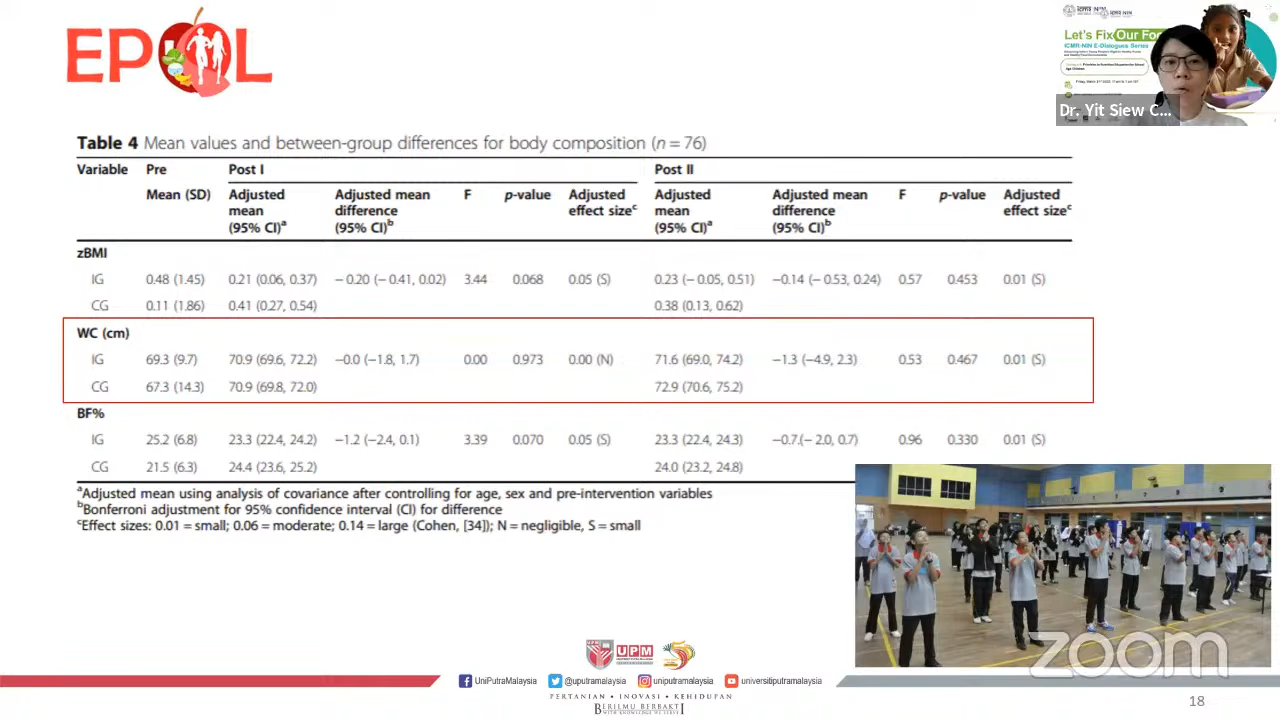 EPOL
Let's Fix Our Foo
ICMR-NIN E-Dialogues Series
Dr. Yit Siew C...
Table 4 Mean values and between-group differences for body composition (n = 76)
Variable Pre Post I Post II
Mean (SD) Adjusted mean (95% CI)a Adjusted mean difference (95% CI)b F p-value Adjusted effect sizec Adjusted mean (95% CI)a Adjusted mean difference (95% CI)b F p-value Adjusted effect sizec
zBMI
IG 0.48 (1.45) 0.21 (0.06, 0.37) − 0.20 (− 0.41, 0.02) 3.44 0.068 0.05 (S) 0.23 (− 0.05, 0.51) −0.14 (− 0.53, 0.24) 0.57 0.453 0.01 (S)
CG 0.11 (1.86) 0.41 (0.27, 0.54) 0.38 (0.13, 0.62)
WC (cm)
IG 69.3 (9.7) 70.9 (69.6, 72.2) −0.0 (−1.8, 1.7) 0.00 0.973 0.00 (N) 71.6 (69.0, 74.2) −1.3 (−4.9, 2.3) 0.53 0.467 0.01 (S)
CG 67.3 (14.3) 70.9 (69.8, 72.0) 72.9 (70.6, 75.2)
BF%
IG 25.2 (6.8) 23.3 (22.4, 24.2) −1.2 (−2.4, 0.1) 3.39 0.070 0.05 (S) 23.3 (22.4, 24.3) −0.7.(− 2.0, 0.7) 0.96 0.330 0.01 (S)
CG 21.5 (6.3) 24.4 (23.6, 25.2) 24.0 (23.2, 24.8)
aAdjusted mean using analysis of covariance after controlling for age, sex and pre-intervention variables
bBonferroni adjustment for 95% confidence interval (CI) for difference
cEffect sizes: 0.01 = small; 0.06 = moderate; 0.14 = large (Cohen, [34]); N = negligible, S = small
zoom
UPM
UniPutraMalaysia @uputramalaysia uniputramalaysia universitiputramalaysia
PERTANIAN • INOVASI • KEHIDUPAN
BERILMU BERBAKTI
WITH KNOWLEDGE WE SERVE
18